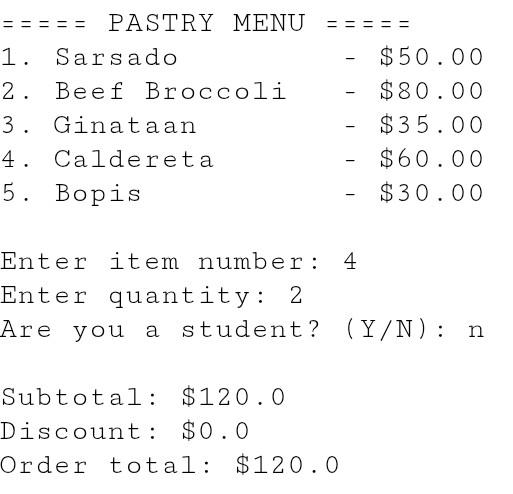 ===== PASTRY MENU =====
1. Sarsado         - $50.00
2. Beef Broccoli   - $80.00
3. Ginataan        - $35.00
4. Caldereta       - $60.00
5. Bopis           - $30.00

Enter item number: 4
Enter quantity: 2
Are you a student? (Y/N): n

Subtotal: $120.0
Discount: $0.0
Order total: $120.0